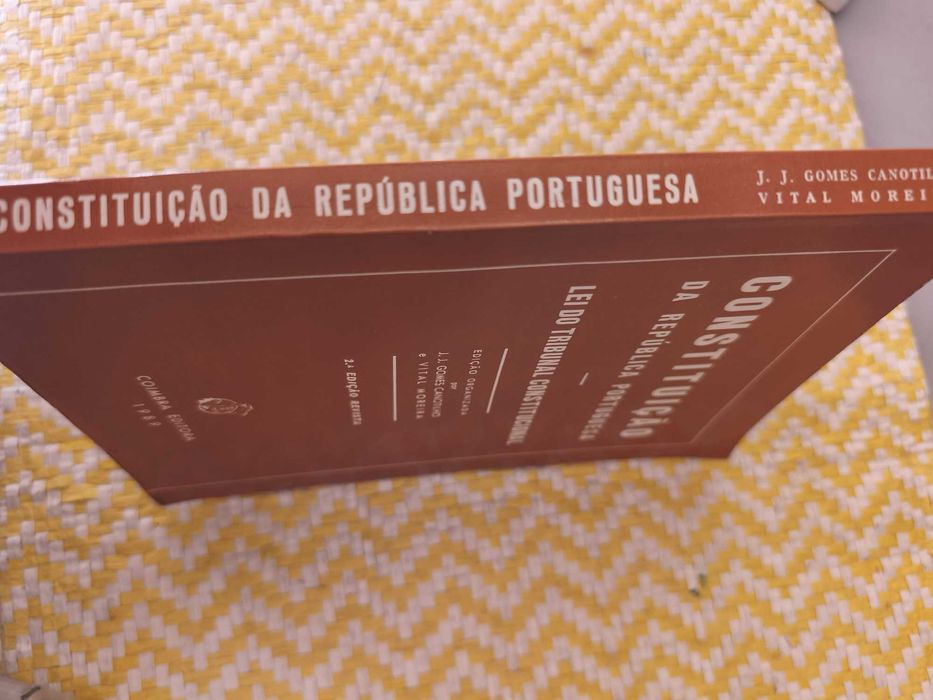 CONSTITUIÇÃO DA REPÚBLICA PORTUGUESA
J. J. GOMES CANOTIL
VITAL MOREI
CONSTITUIÇÃO
DA REPÚBLICA PORTUGUESA
LEI DO TRIBUNAL CONSTITUCIONAL
EDIÇÃO ORGANIZADA
por
J. J. GOMES CANOTILHO
e VITAL MOREIRA
2.ª EDIÇÃO REVISTA
COIMBRA EDITORA
1989